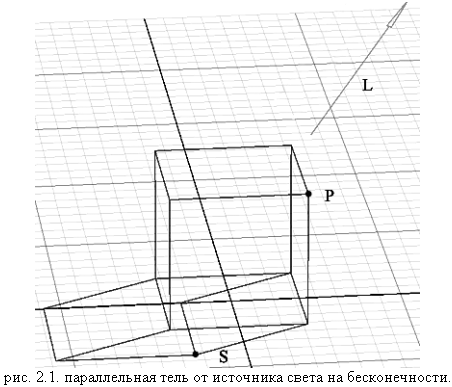 L
P
S
рис. 2.1. параллельная тель от источника света на бесконечности.